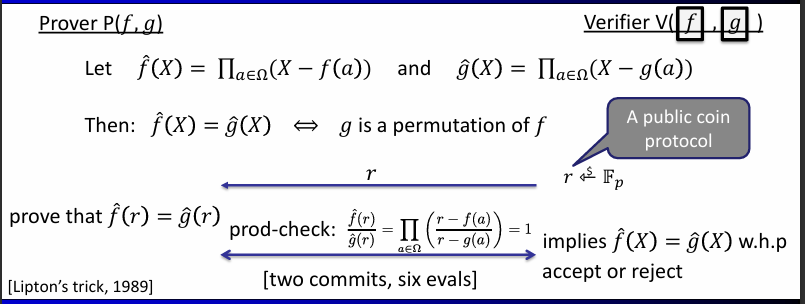 Prover P(f, g)
Verifier V( f , g )
Let f̂(X) = ∏_{a∈Ω}(X − f(a)) and ĝ(X) = ∏_{a∈Ω}(X − g(a))
Then: f̂(X) = ĝ(X) ⟺ g is a permutation of f
A public coin
protocol
r
r ⇐$ 𝔽_p
prove that f̂(r) = ĝ(r)
prod-check: f̂(r)/ĝ(r) = ∏_{a∈Ω} ( (r − f(a))/(r − g(a)) ) = 1
implies f̂(X) = ĝ(X) w.h.p
accept or reject
[two commits, six evals]
[Lipton's trick, 1989]